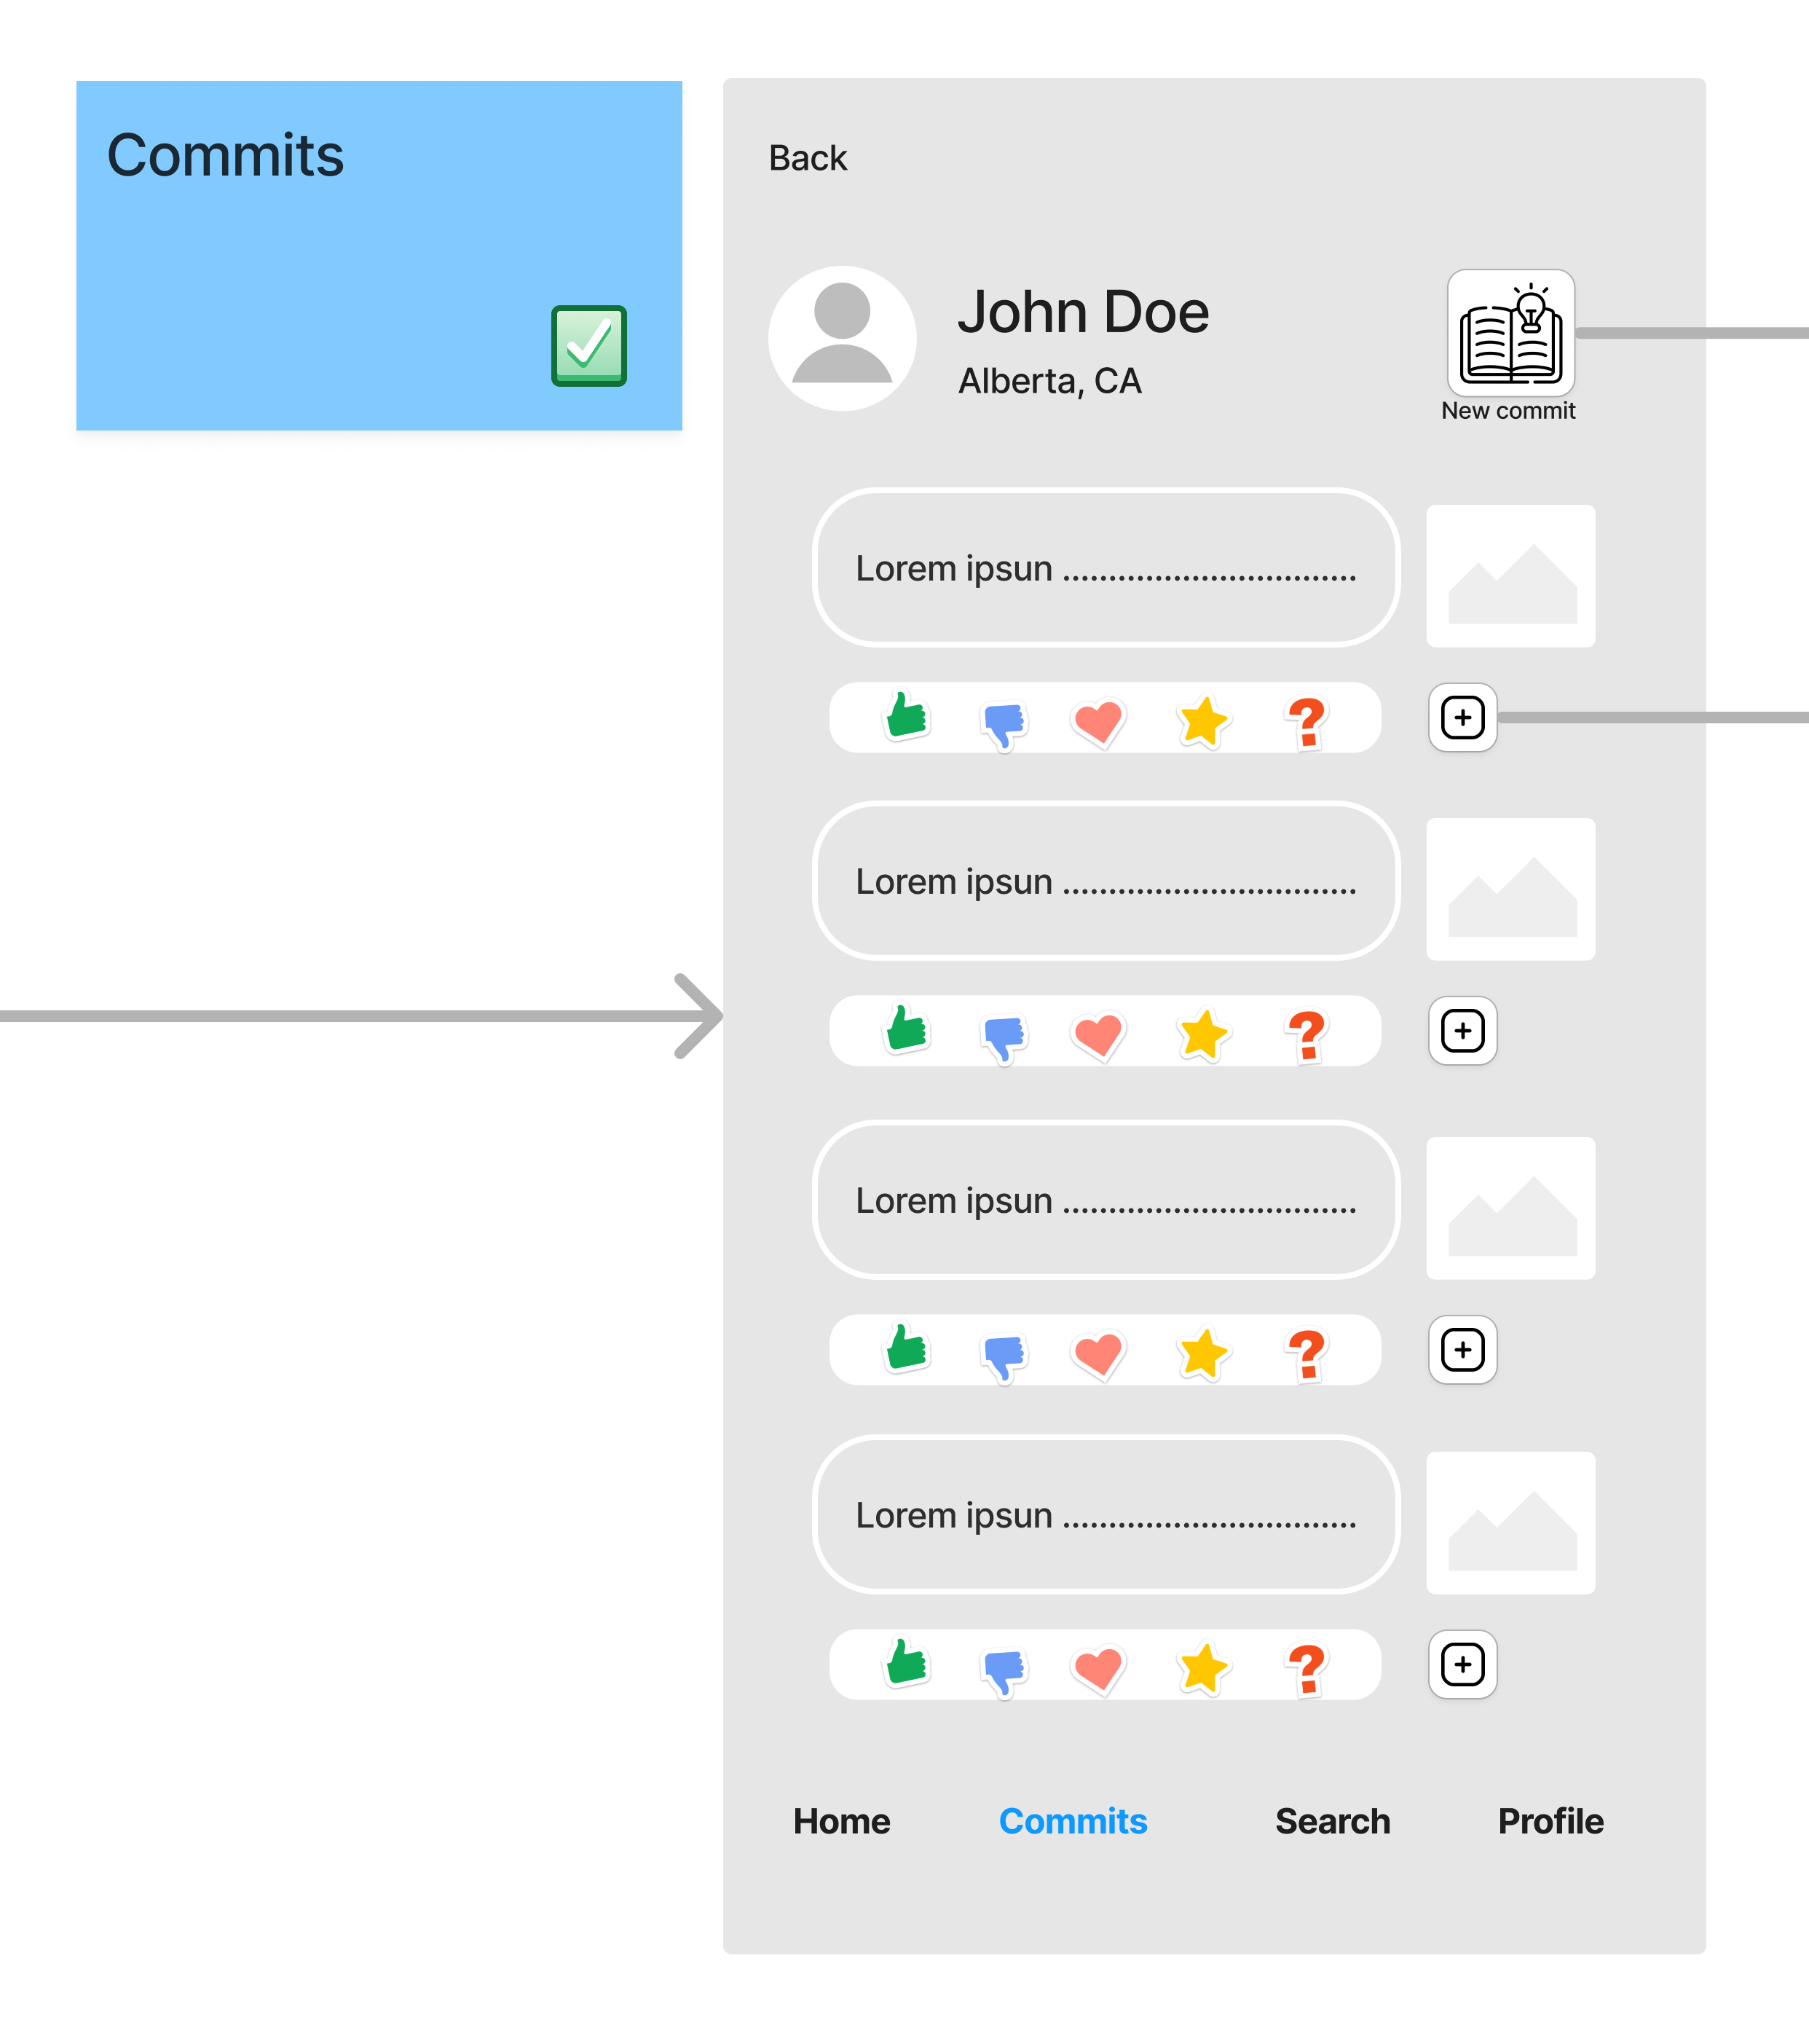 Commits
Back
John Doe
Alberta, CA
New commit
Lorem ipsun ................................
Lorem ipsun ................................
Lorem ipsun ................................
Lorem ipsun ................................
Home Commits Search Profile